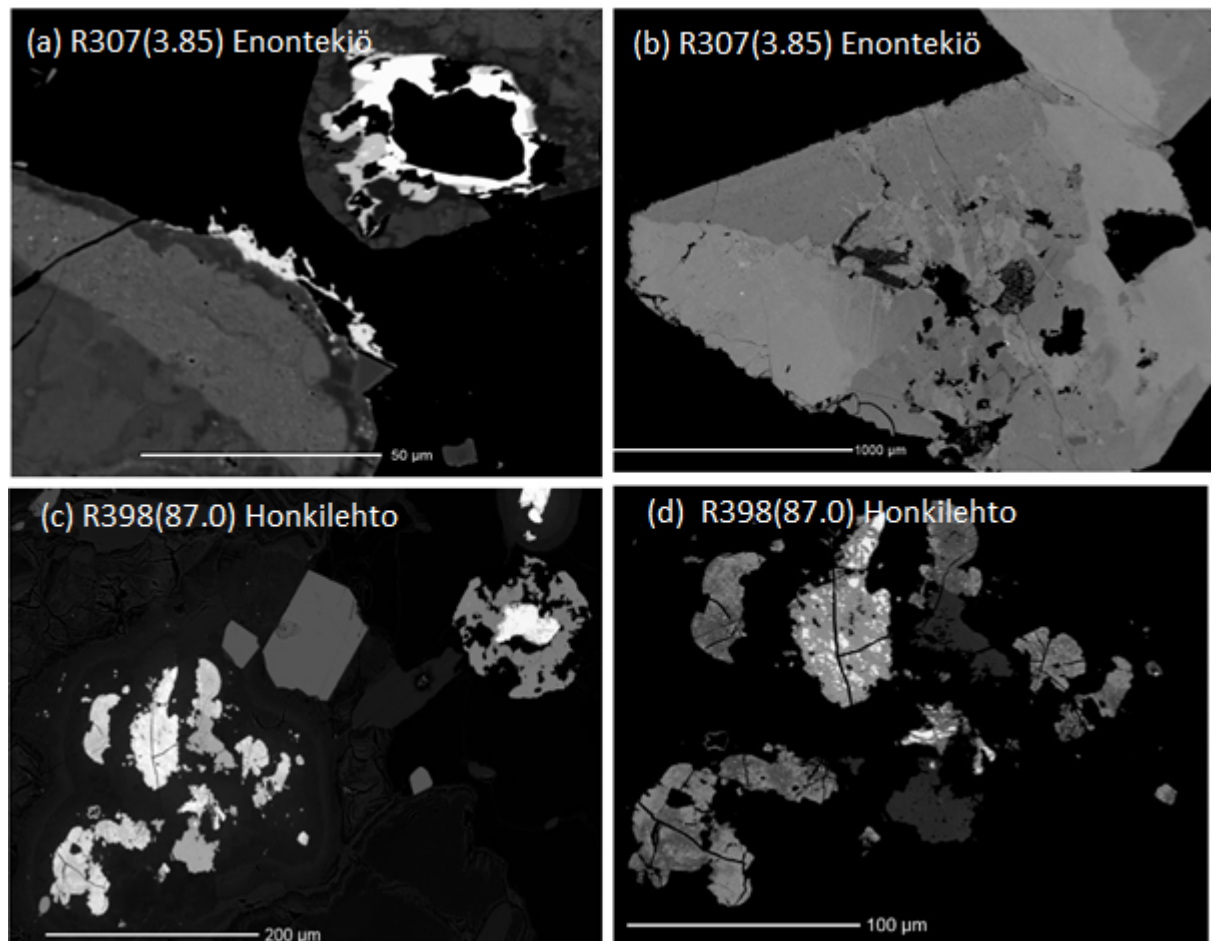 (a) R307(3.85) Enontekiö
50 µm
(b) R307(3.85) Enontekiö
1000 µm
(c) R398(87.0) Honkilehto
200 µm
(d) R398(87.0) Honkilehto
100 µm